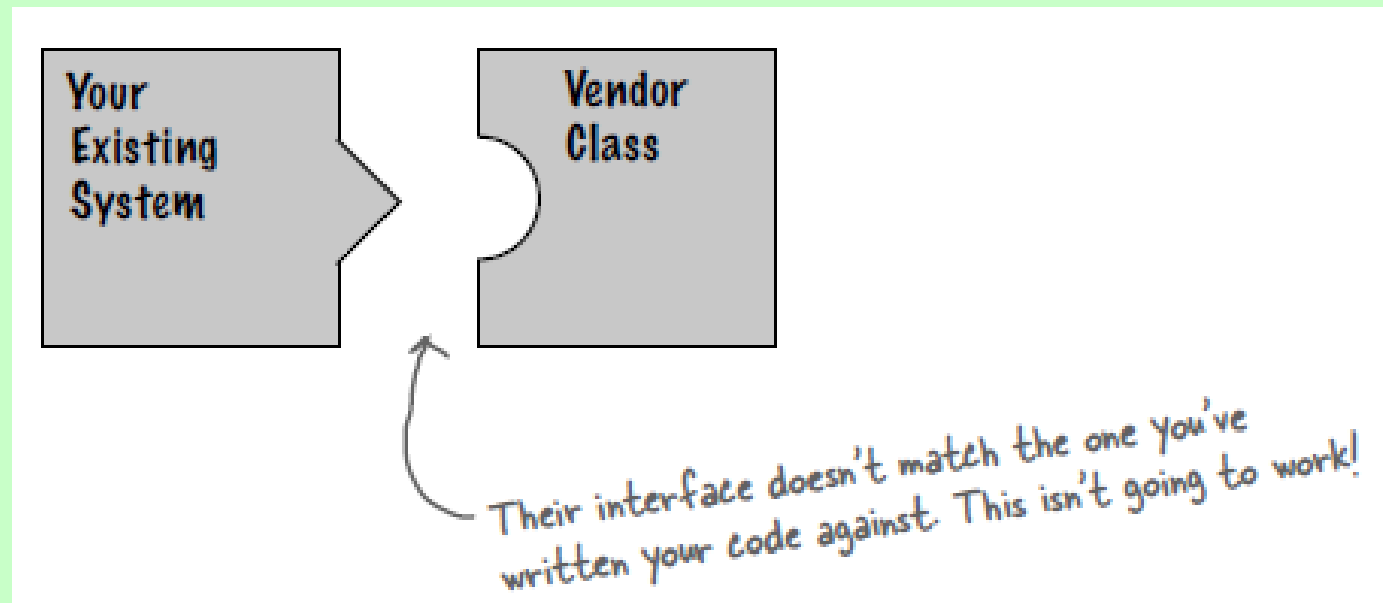 Your
Existing
System
Vendor
Class
Their interface doesn't match the one you've
written your code against. This isn't going to work!